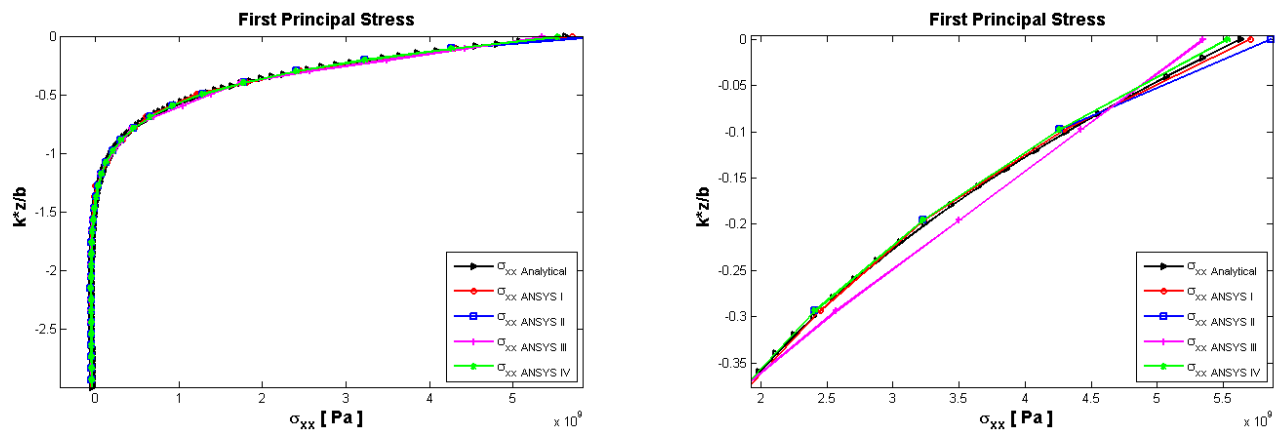 First Principal Stress
0
-0.5
-1
-1.5
-2
-2.5
k*z/b
0 1 2 3 4 5
x 10⁹
σxx [ Pa ]
σxx Analytical
σxx ANSYS I
σxx ANSYS II
σxx ANSYS III
σxx ANSYS IV
First Principal Stress
0
-0.05
-0.1
-0.15
-0.2
-0.25
-0.3
-0.35
k*z/b
2 2.5 3 3.5 4 4.5 5 5.5
x 10⁹
σxx [ Pa ]
σxx Analytical
σxx ANSYS I
σxx ANSYS II
σxx ANSYS III
σxx ANSYS IV